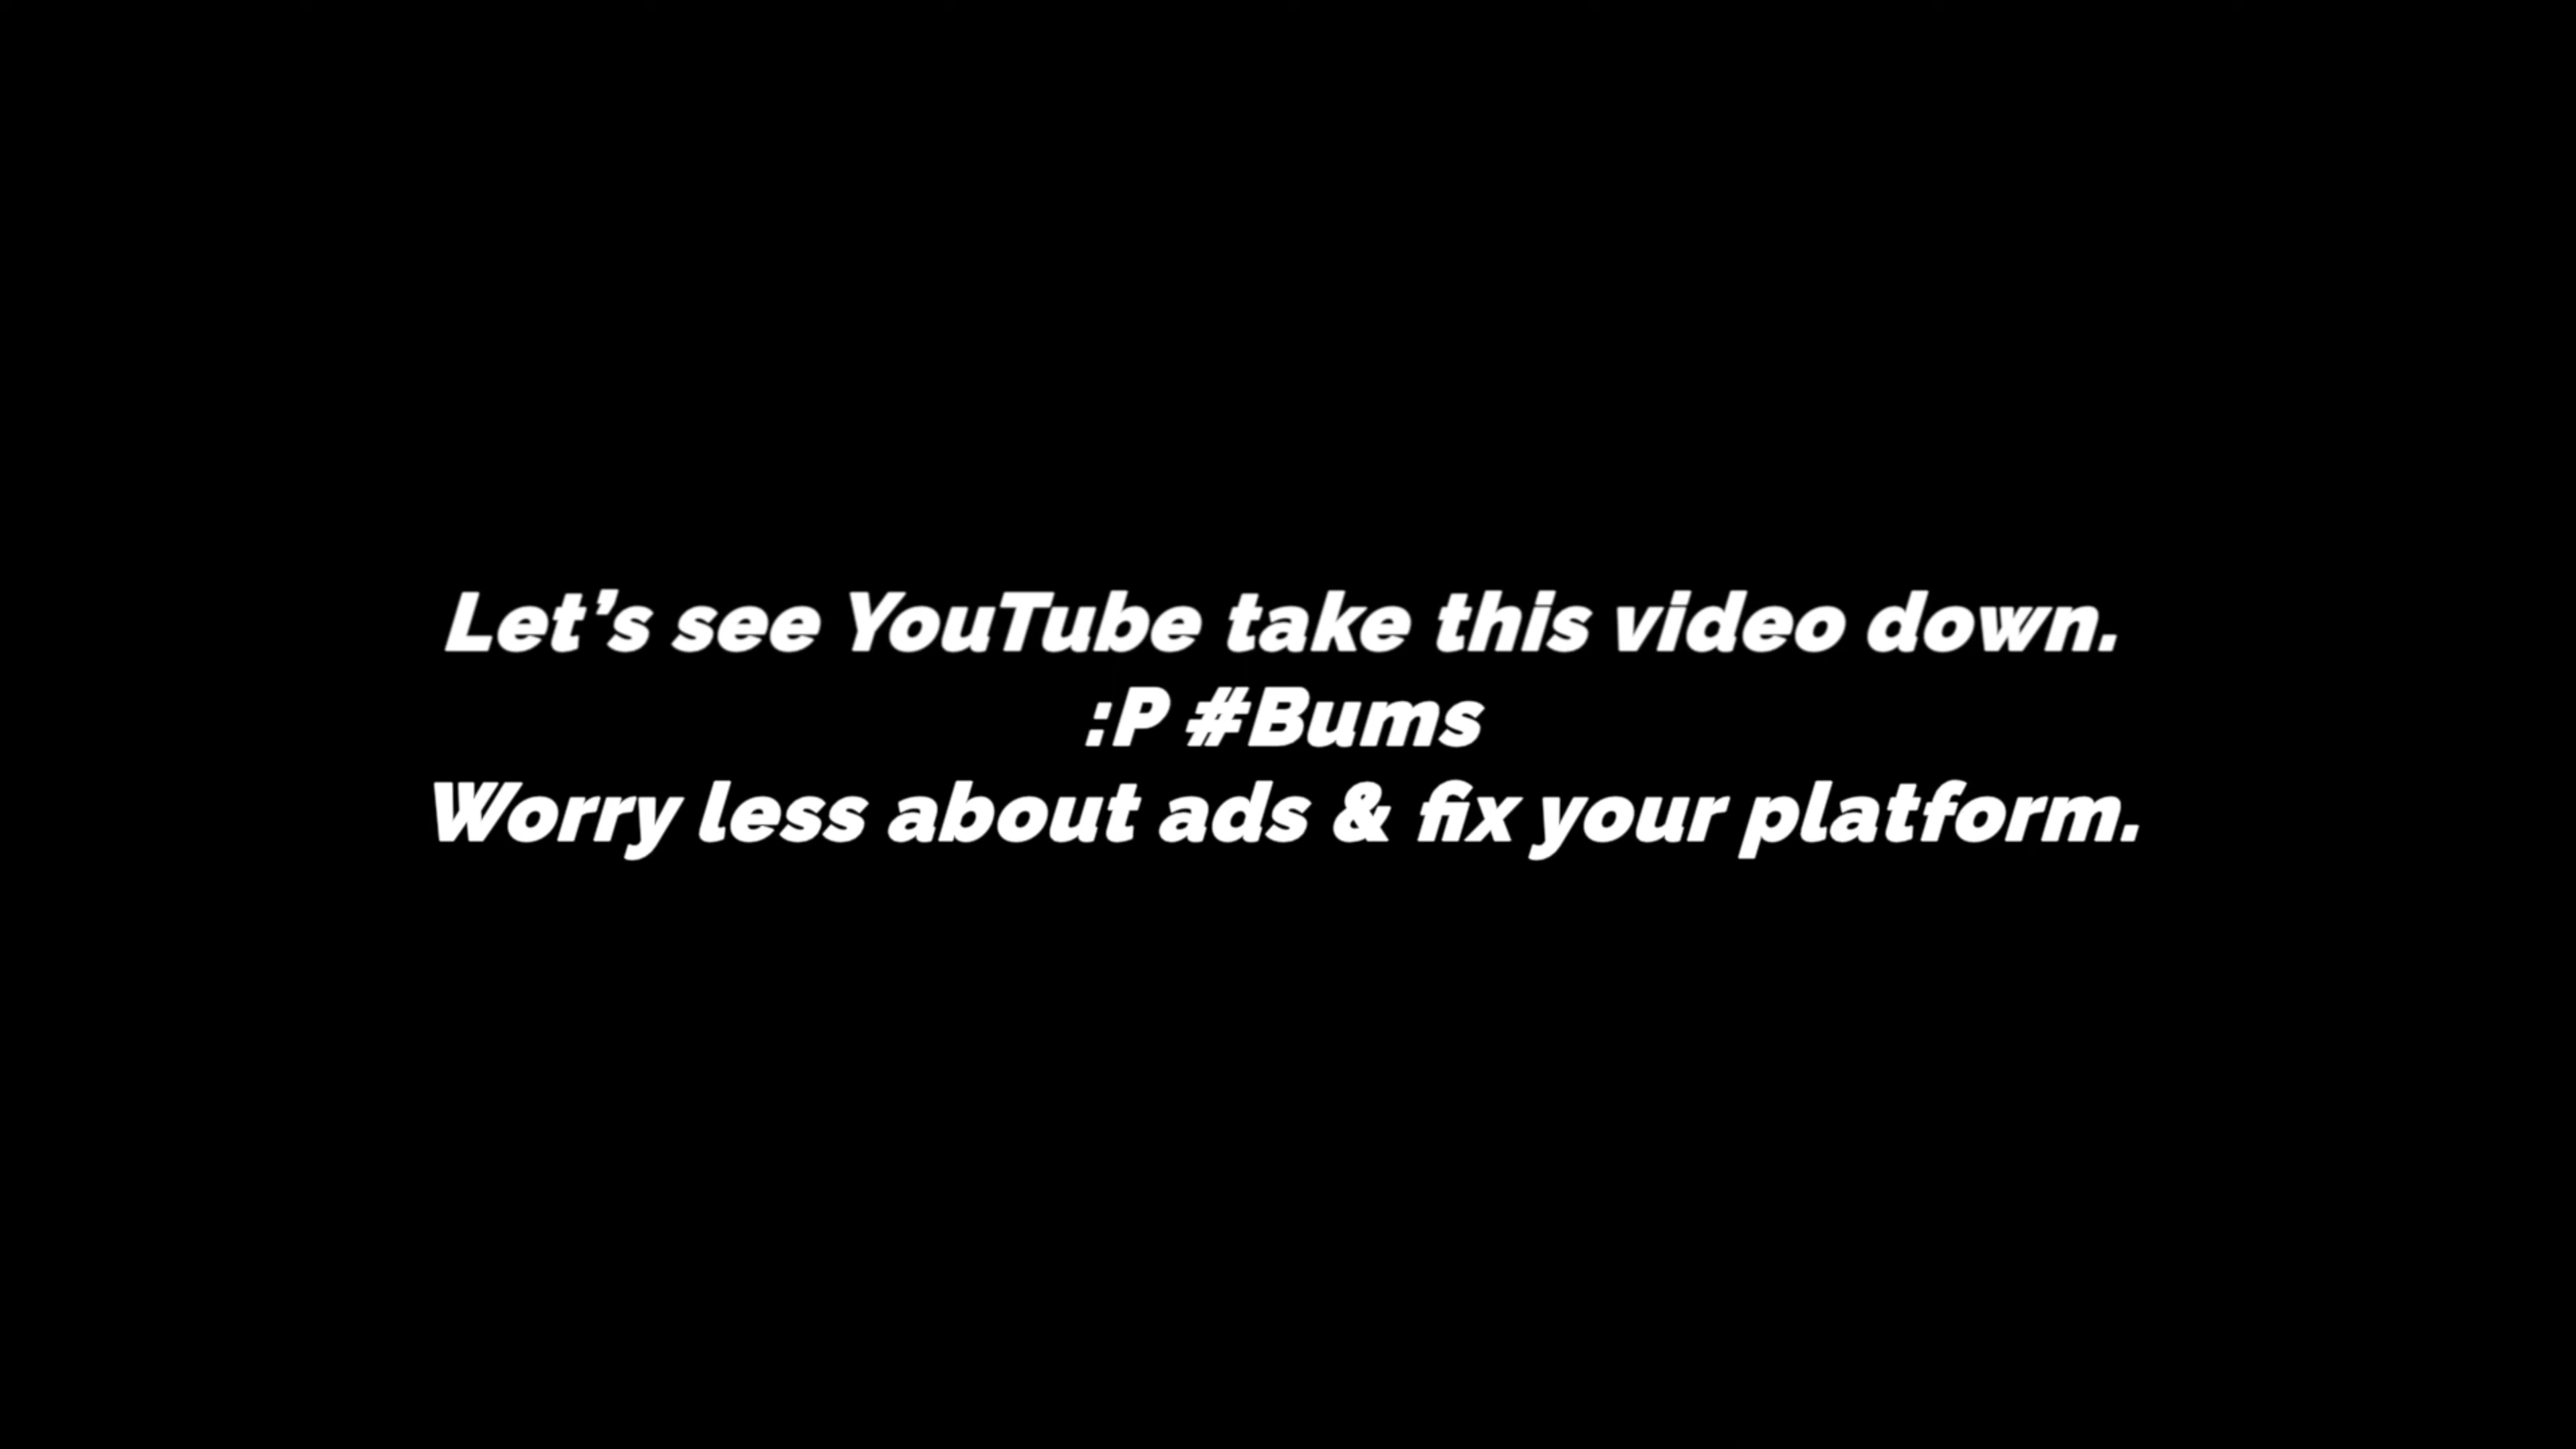 Let’s see YouTube take this video down.
:P #Bums
Worry less about ads & fix your platform.